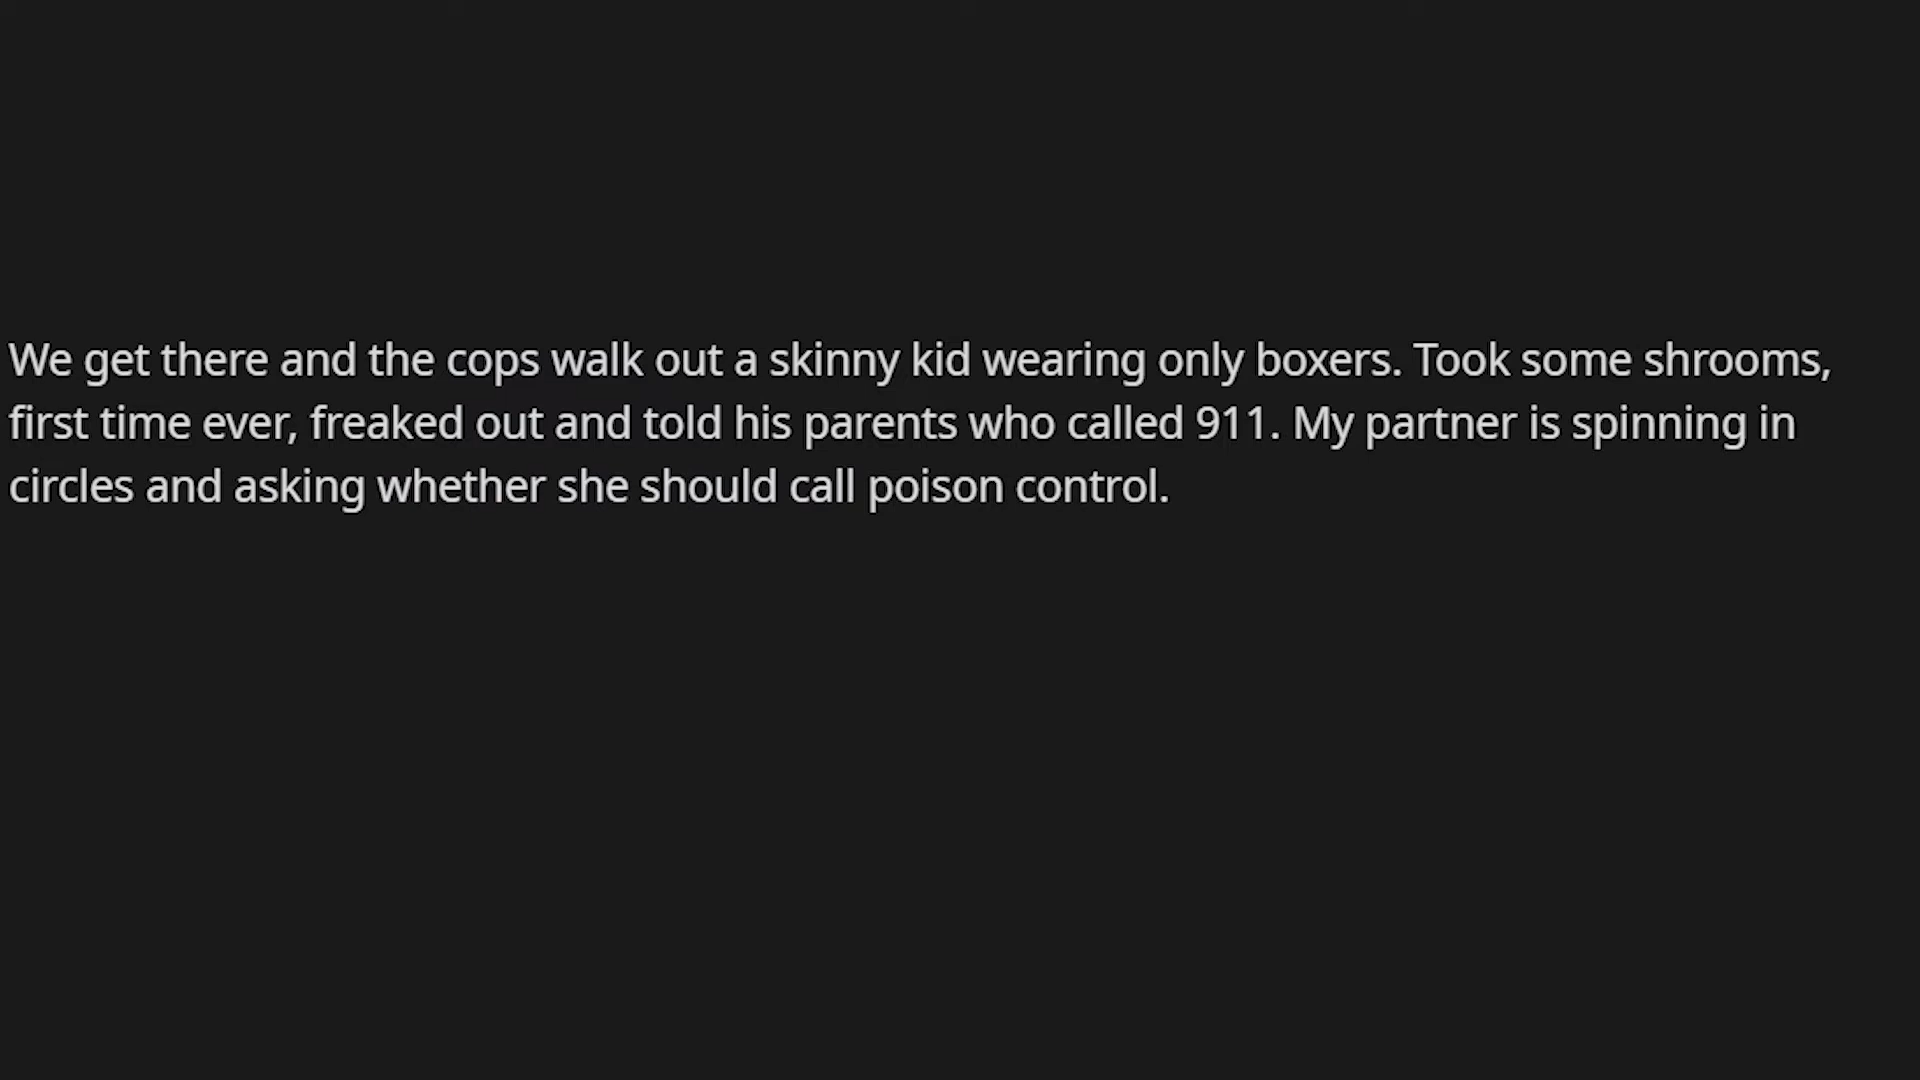 We get there and the cops walk out a skinny kid wearing only boxers. Took some shrooms,
first time ever, freaked out and told his parents who called 911. My partner is spinning in
circles and asking whether she should call poison control.